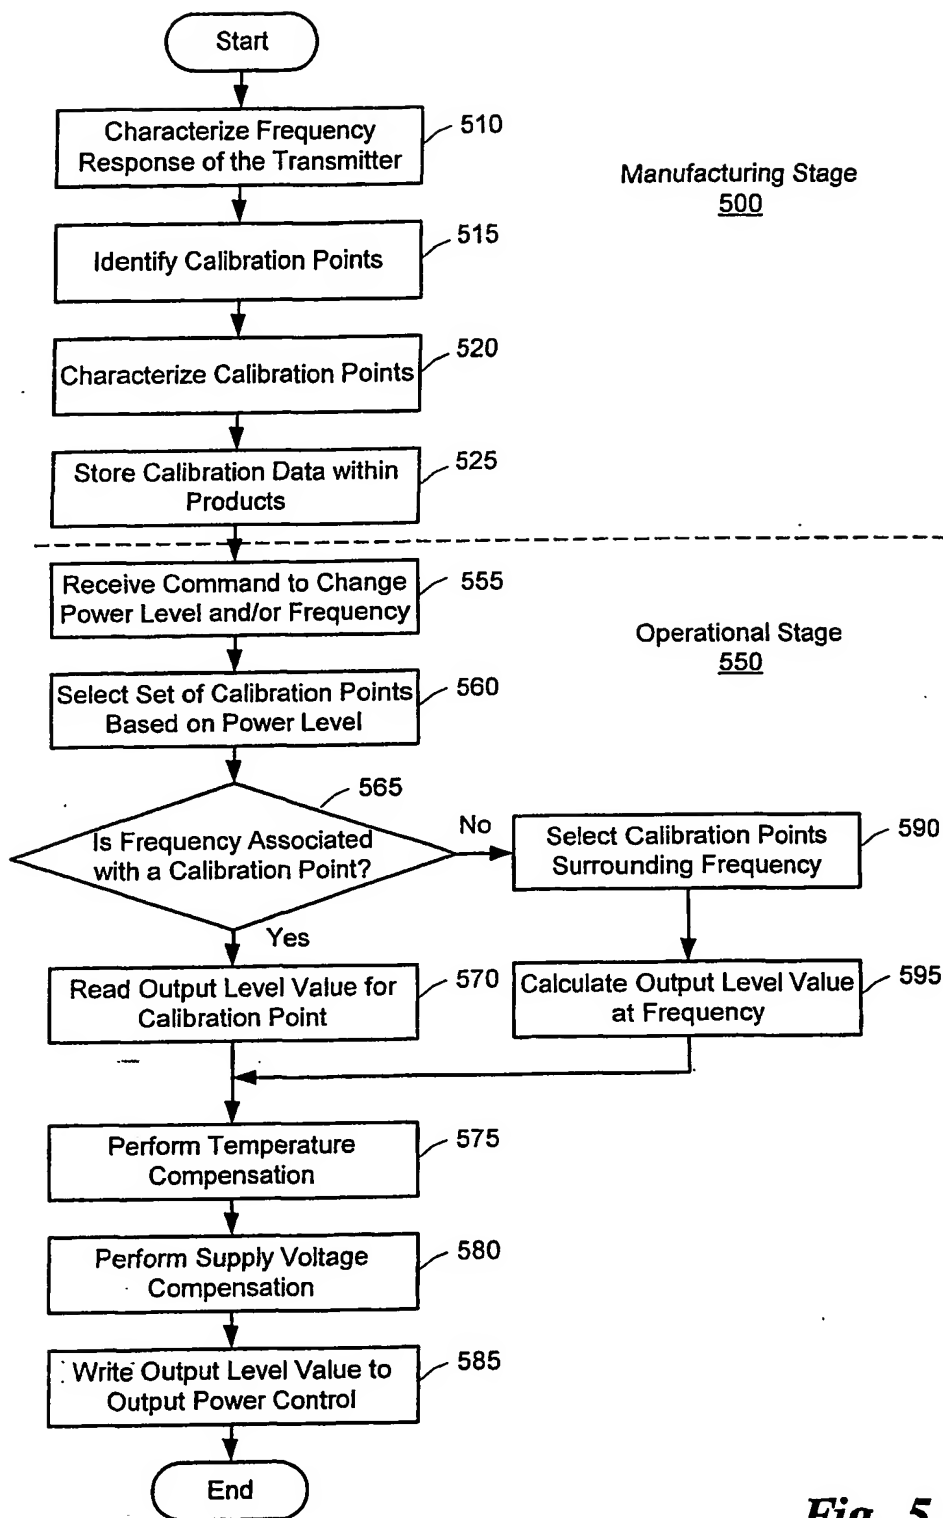 Start
Characterize Frequency
Response of the Transmitter
510
Manufacturing Stage
500
Identify Calibration Points
515
Characterize Calibration Points
520
Store Calibration Data within
Products
525
Receive Command to Change
Power Level and/or Frequency
555
Operational Stage
550
Select Set of Calibration Points
Based on Power Level
560
Is Frequency Associated
with a Calibration Point?
565
No
Select Calibration Points
Surrounding Frequency
590
Yes
Read Output Level Value for
Calibration Point
570
Calculate Output Level Value
at Frequency
595
Perform Temperature
Compensation
575
Perform Supply Voltage
Compensation
580
Write Output Level Value to
Output Power Control
585
End
Fig. 5